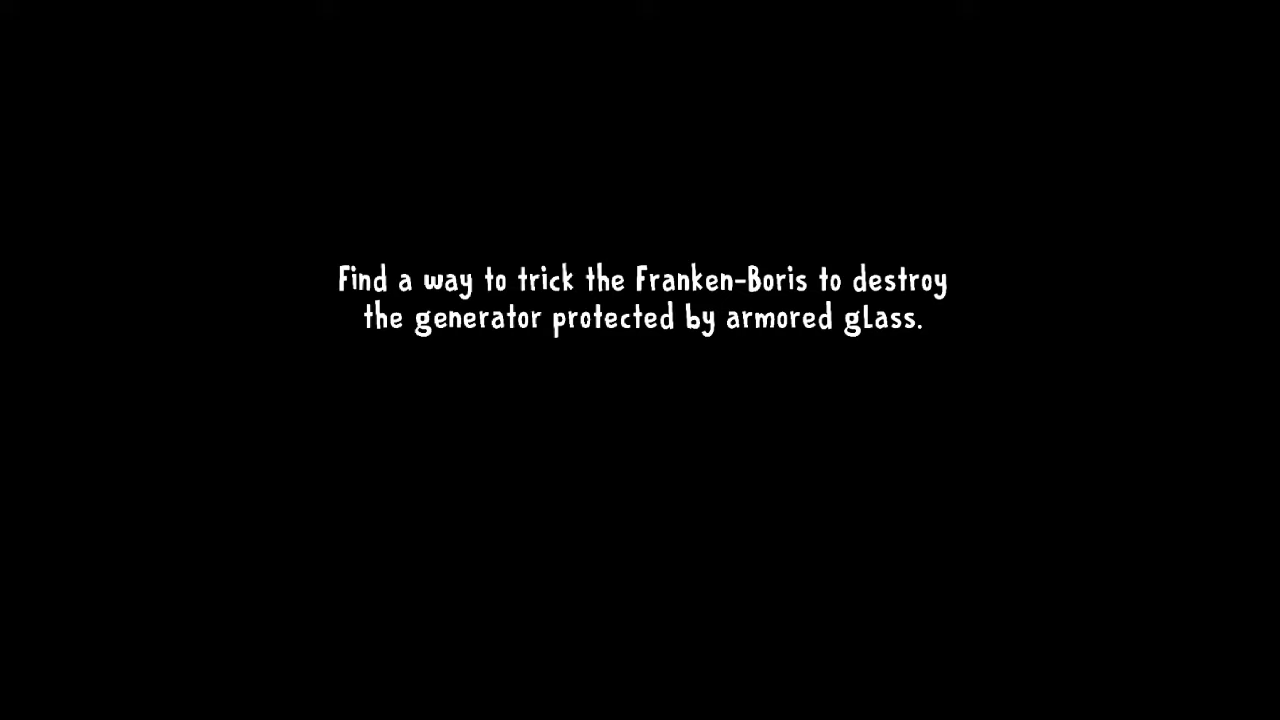 Find a way to trick the Franken-Boris to destroy
the generator protected by armored glass.